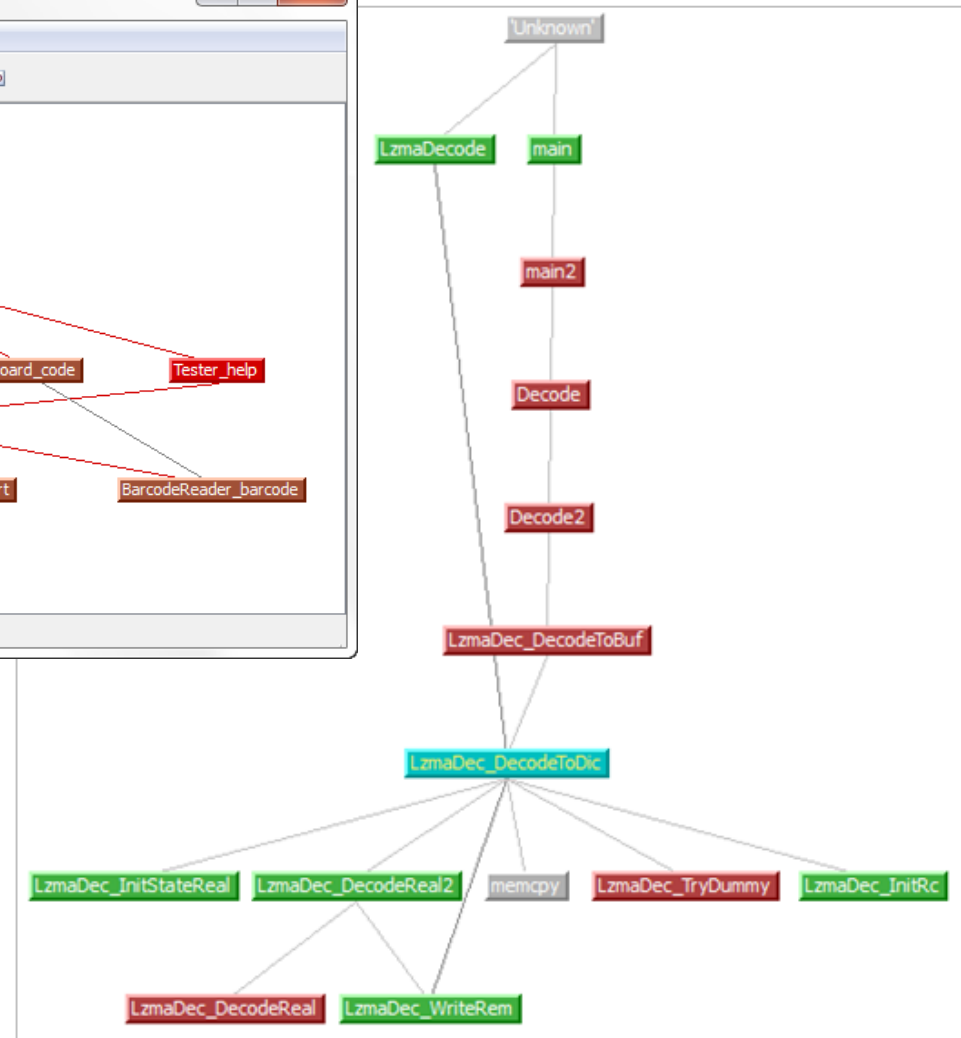 'Unknown'
LzmaDecode
main
main2
oard_code
Tester_help
Decode
rt
BarcodeReader_barcode
Decode2
LzmaDec_DecodeToBuf
LzmaDec_DecodeToDic
LzmaDec_InitStateReal
LzmaDec_DecodeReal2
memcpy
LzmaDec_TryDummy
LzmaDec_InitRc
LzmaDec_DecodeReal
LzmaDec_WriteRem